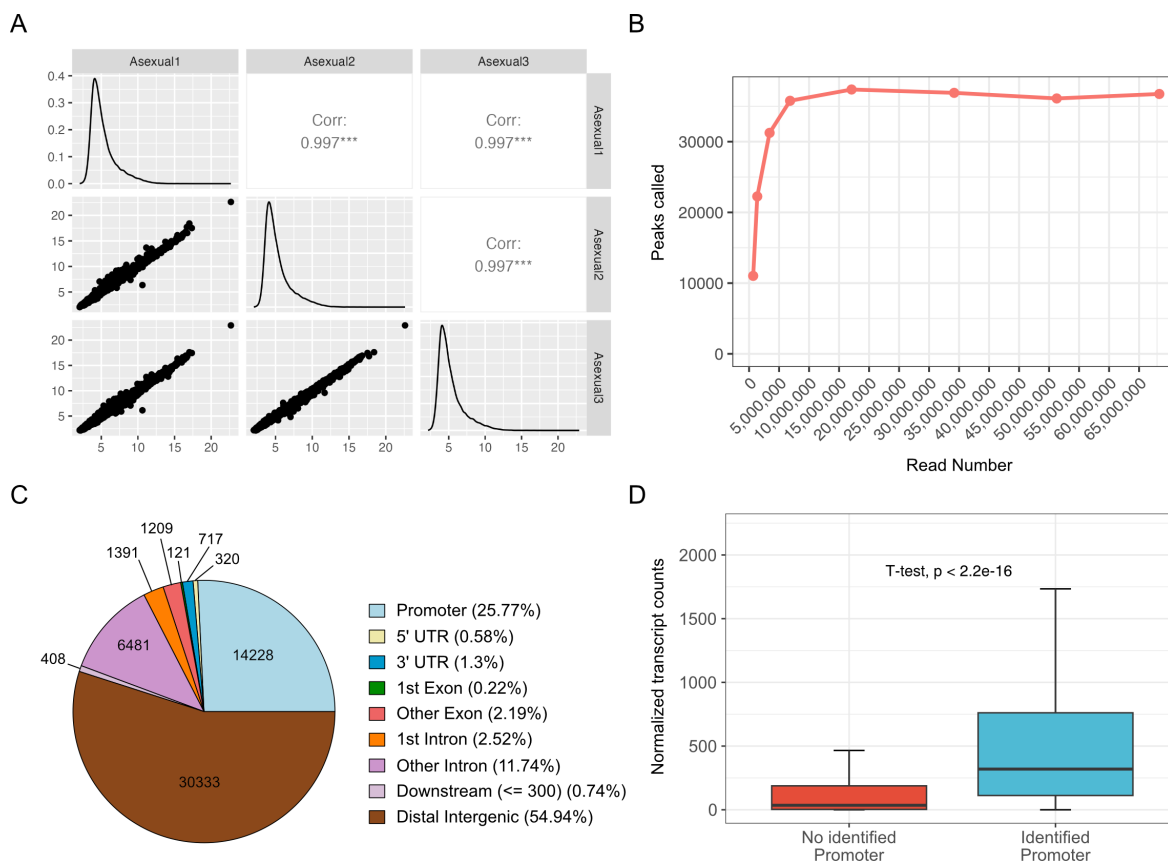 A
Asexual1
Asexual2
Asexual3
0.4
0.3
0.2
0.1
0.0
Corr:
0.997***
Corr:
0.997***
Asexual1
20
15
10
5
Corr:
0.997***
Asexual2
20
15
10
5
Asexual3
5 10 15 20
5 10 15 20
5 10 15 20
B
Peaks called
30000
20000
10000
0
0
5,000,000
10,000,000
15,000,000
20,000,000
25,000,000
30,000,000
35,000,000
40,000,000
45,000,000
50,000,000
55,000,000
60,000,000
65,000,000
Read Number
C
1209
717
1391
121
320
6481
14228
408
30333
Promoter (25.77%)
5' UTR (0.58%)
3' UTR (1.3%)
1st Exon (0.22%)
Other Exon (2.19%)
1st Intron (2.52%)
Other Intron (11.74%)
Downstream (<= 300) (0.74%)
Distal Intergenic (54.94%)
D
Normalized transcript counts
2000
1500
1000
500
0
T-test, p < 2.2e-16
No identified
Promoter
Identified
Promoter